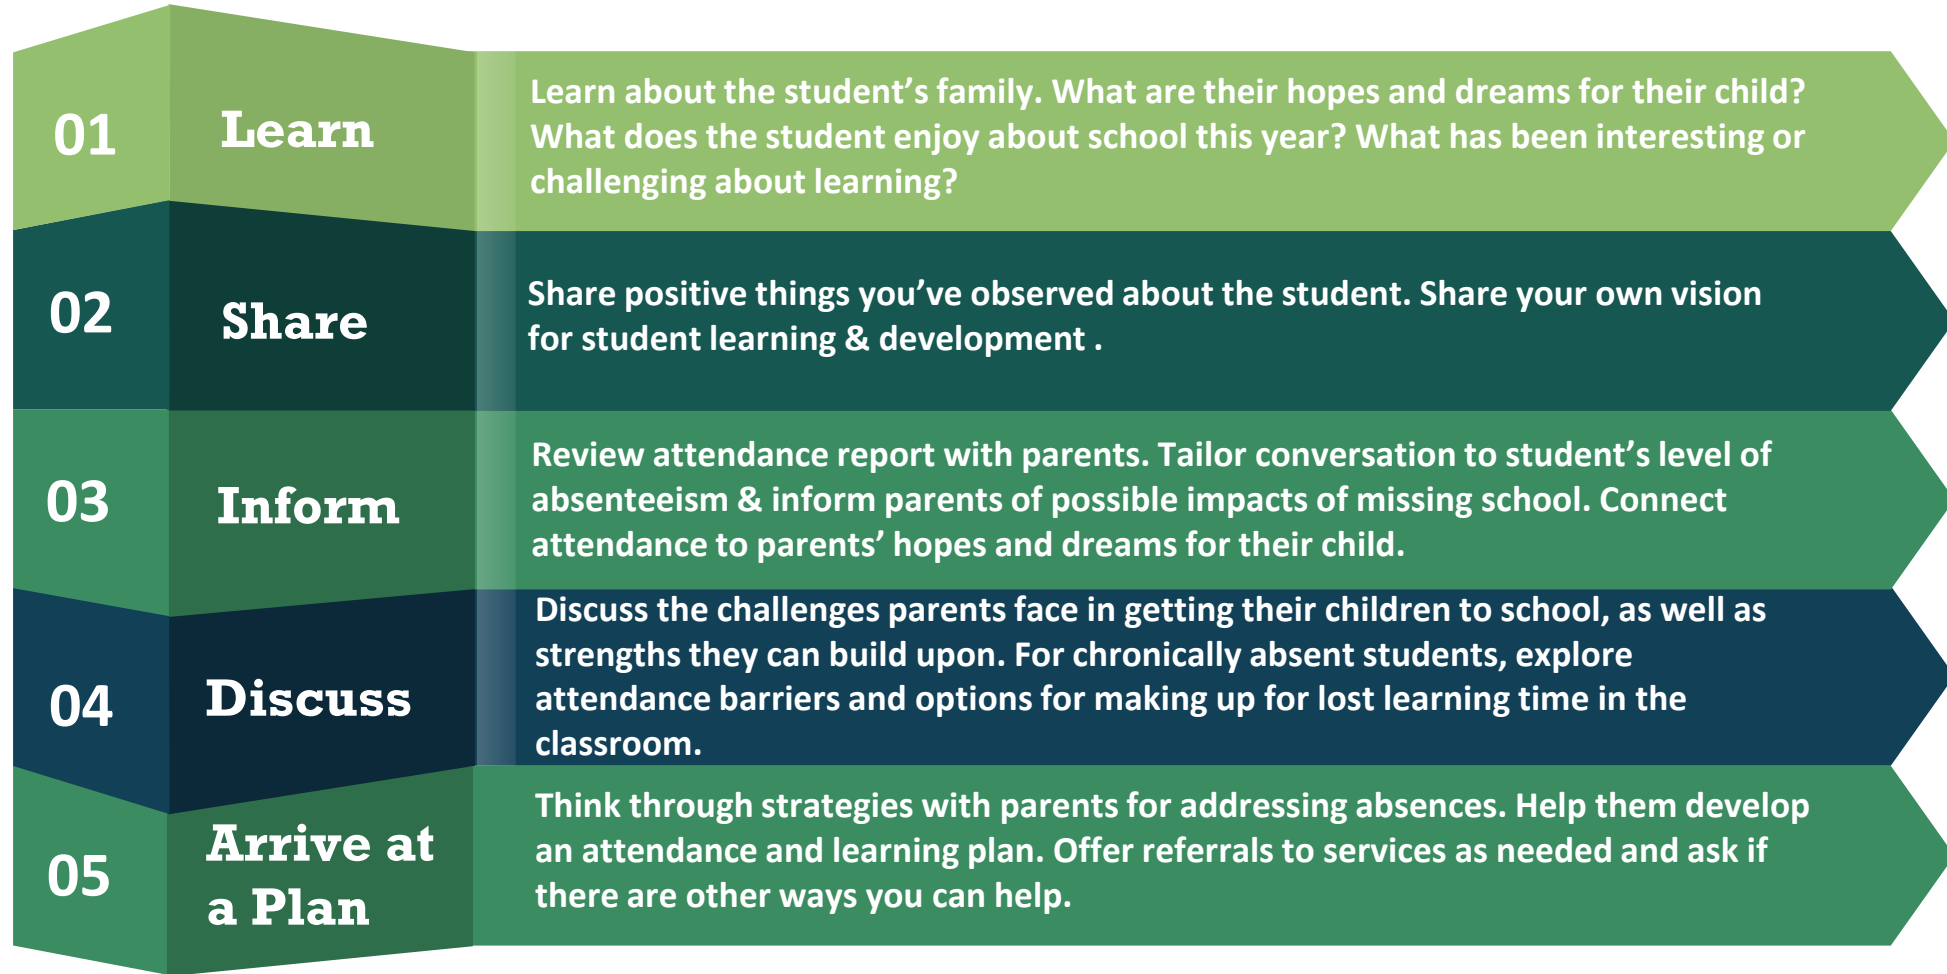 01
Learn
Learn about the student’s family. What are their hopes and dreams for their child?
What does the student enjoy about school this year? What has been interesting or
challenging about learning?
02
Share
Share positive things you’ve observed about the student. Share your own vision
for student learning & development .
03
Inform
Review attendance report with parents. Tailor conversation to student’s level of
absenteeism & inform parents of possible impacts of missing school. Connect
attendance to parents’ hopes and dreams for their child.
04
Discuss
Discuss the challenges parents face in getting their children to school, as well as
strengths they can build upon. For chronically absent students, explore
attendance barriers and options for making up for lost learning time in the
classroom.
05
Arrive at
a Plan
Think through strategies with parents for addressing absences. Help them develop
an attendance and learning plan. Offer referrals to services as needed and ask if
there are other ways you can help.